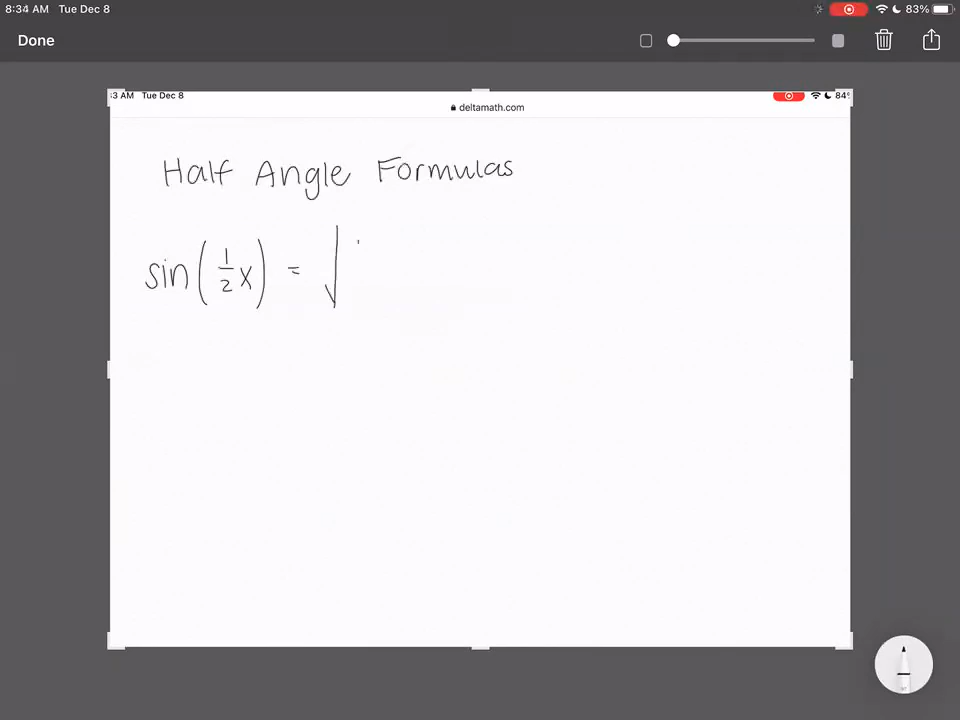 8:34 AM Tue Dec 8 83%
Done
:3 AM Tue Dec 8 84%
deltamath.com
Half Angle Formulas
sin(1/2 x) = √